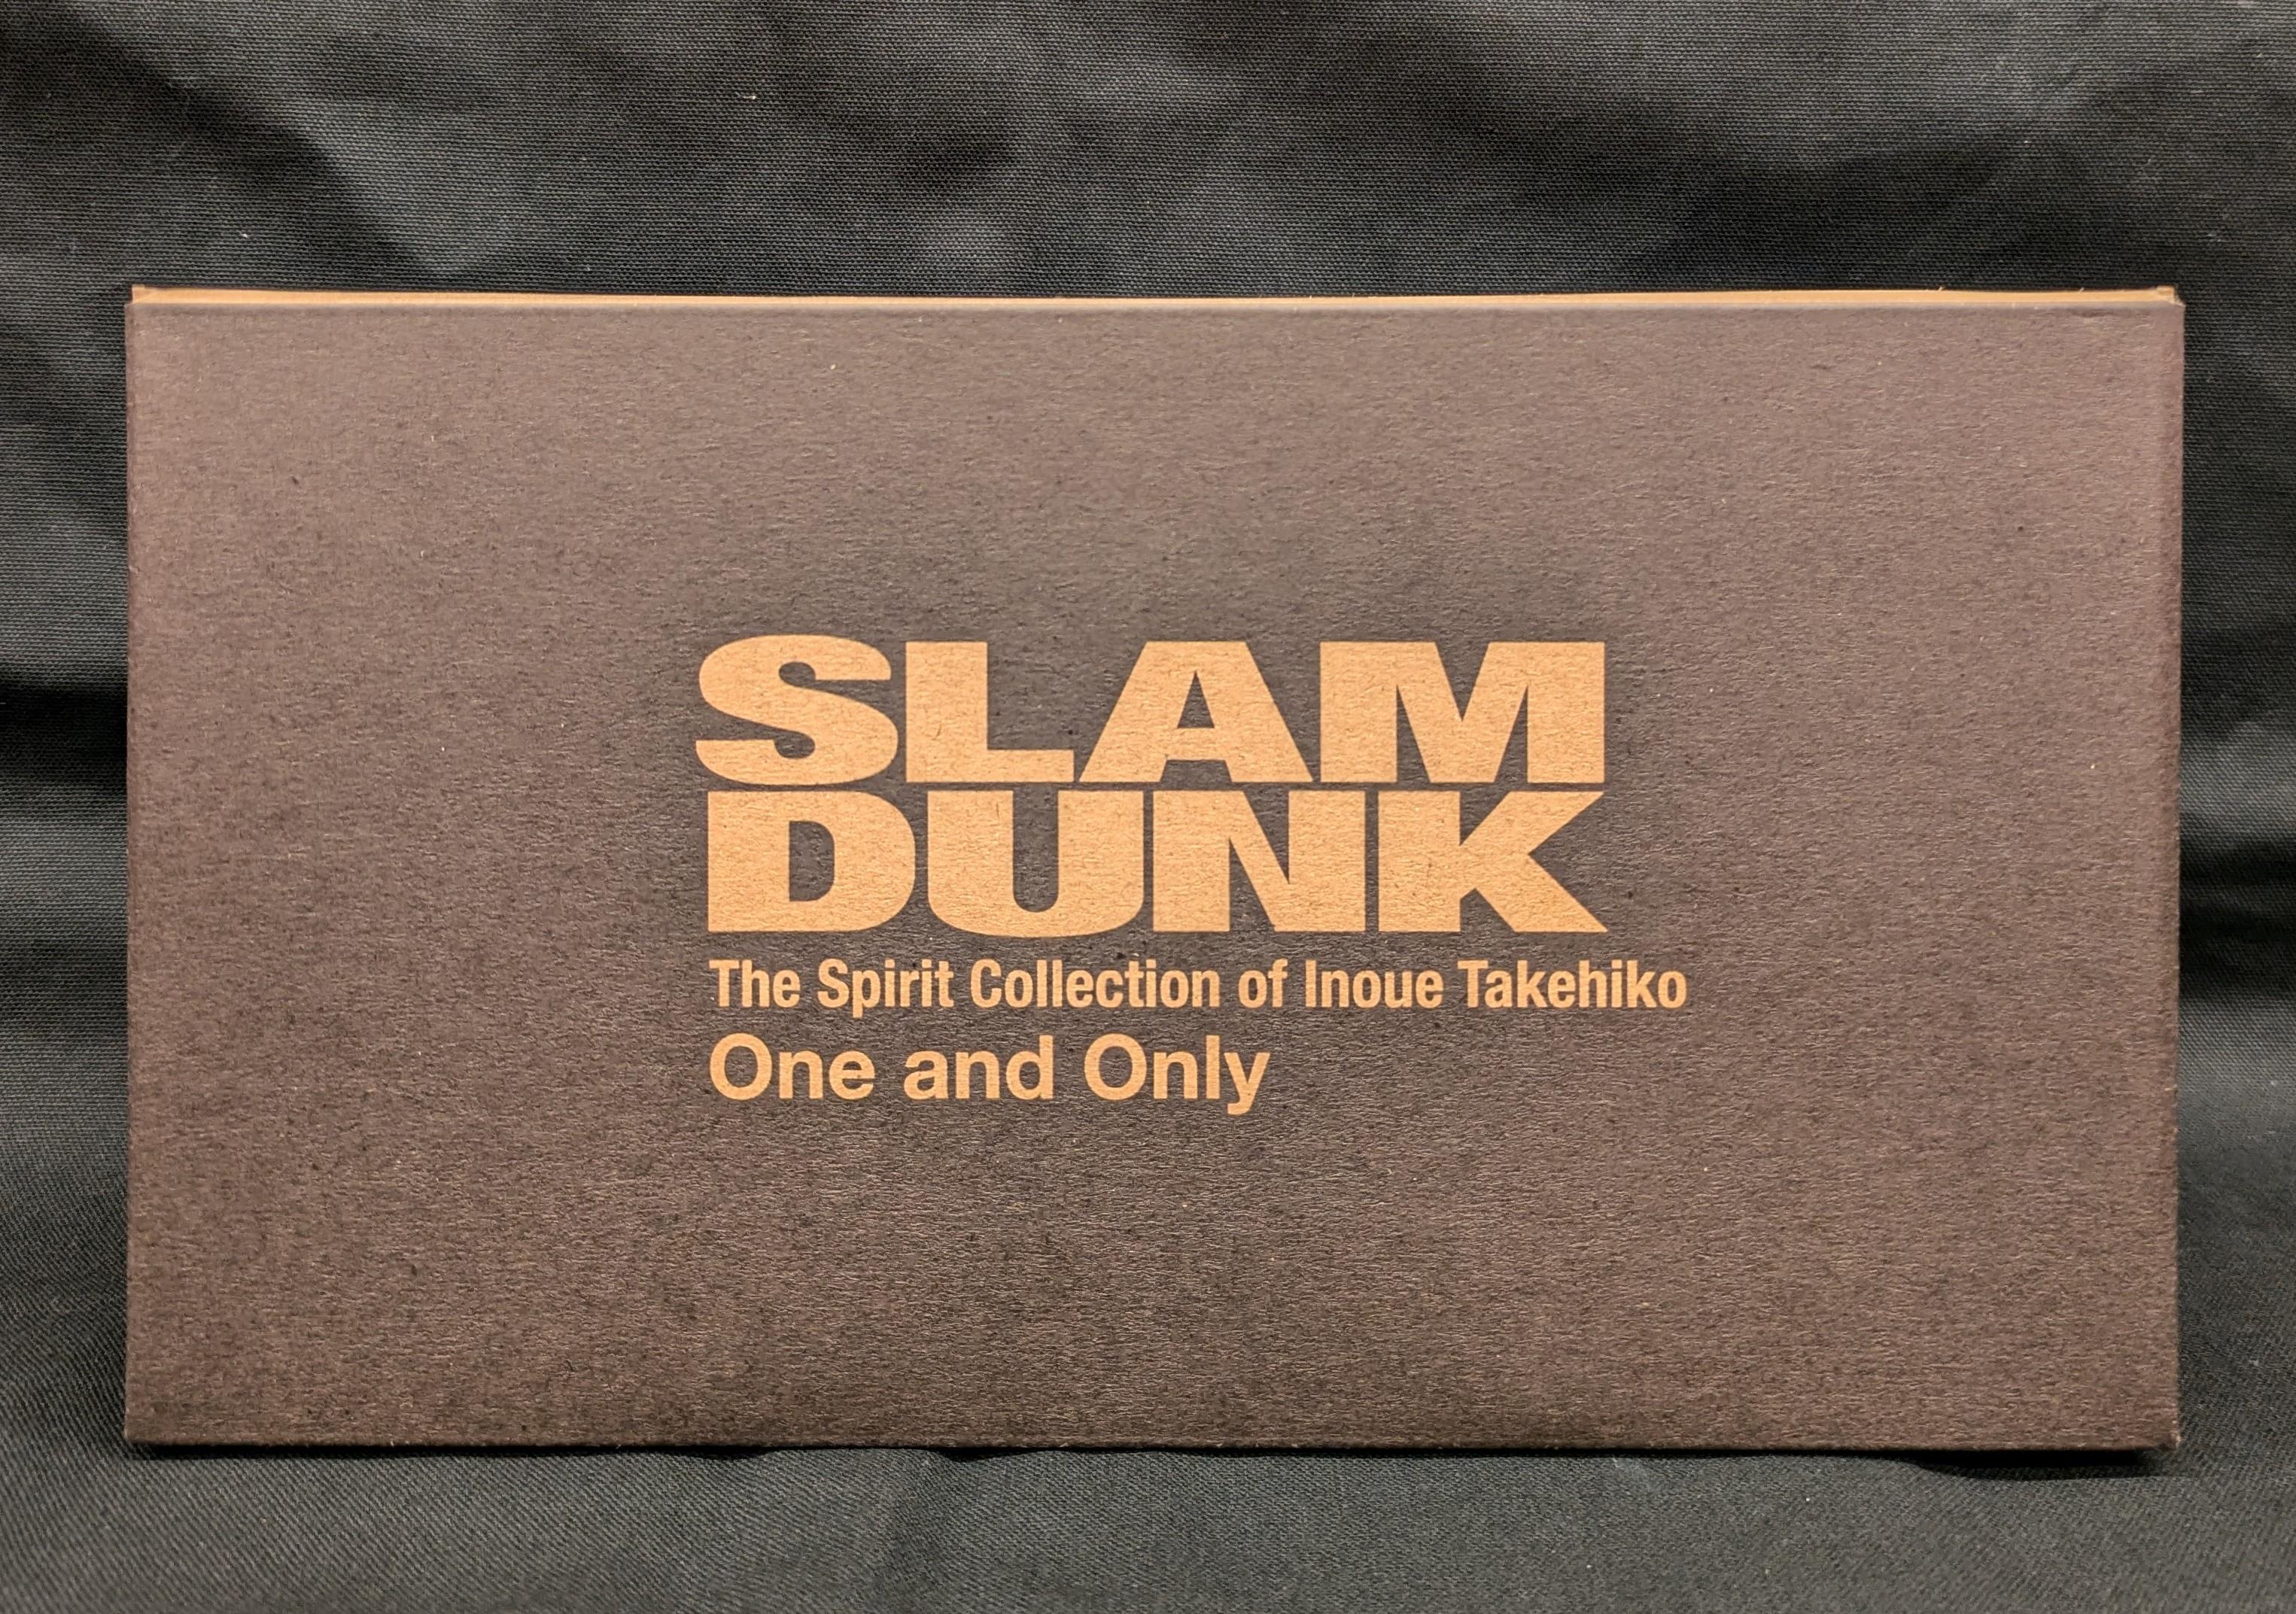 SLAM
DUNK
The Spirit Collection of Inoue Takehiko
One and Only